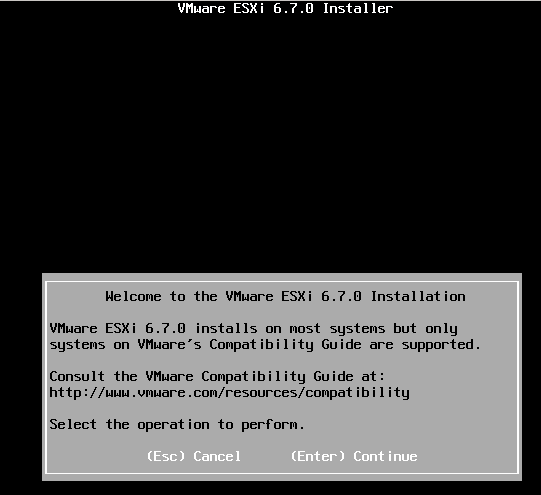 VMware ESXi 6.7.0 Installer
Welcome to the VMware ESXi 6.7.0 Installation
VMware ESXi 6.7.0 installs on most systems but only
systems on VMware's Compatibility Guide are supported.
Consult the VMware Compatibility Guide at:
http://www.vmware.com/resources/compatibility
Select the operation to perform.
(Esc) Cancel (Enter) Continue